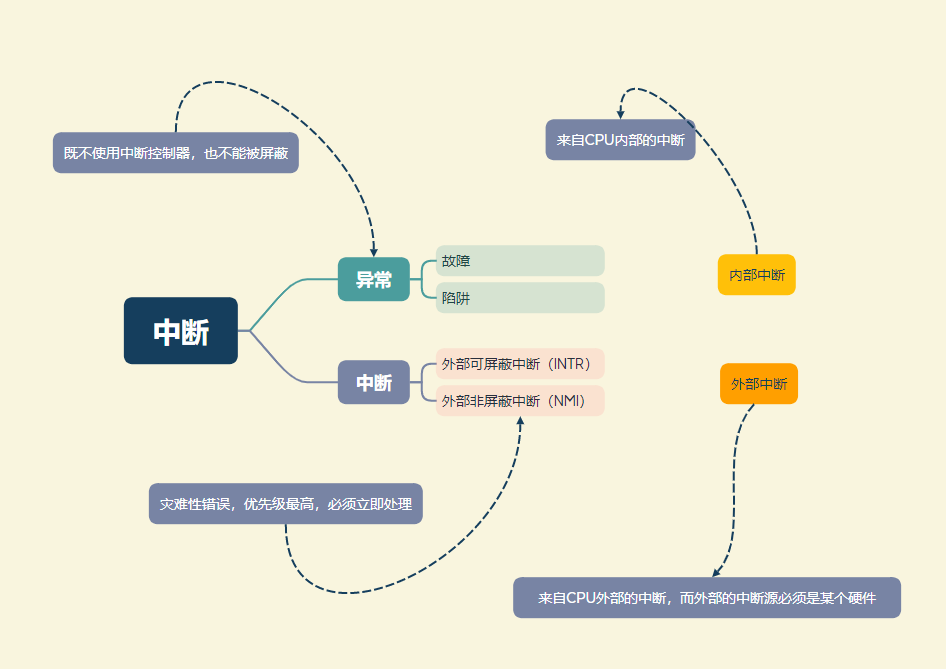 既不使用中断控制器，也不能被屏蔽
来自CPU内部的中断
中断
异常
故障
陷阱
中断
外部可屏蔽中断（INTR）
外部非屏蔽中断（NMI）
内部中断
外部中断
灾难性错误，优先级最高，必须立即处理
来自CPU外部的中断，而外部的中断源必须是某个硬件